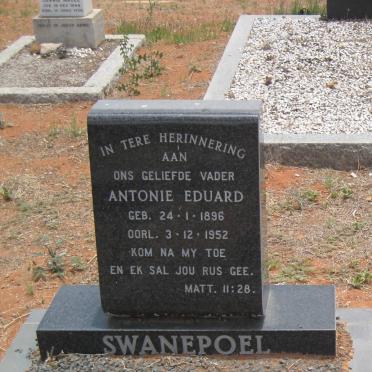 IN TERE HERINNERING
AAN
ONS GELIEFDE VADER
ANTONIE EDUARD
GEB. 24·1·1896
OORL. 3·12·1952
KOM NA MY TOE
EN EK SAL JOU RUS GEE.
MATT. 11:28.
SWANEPOEL